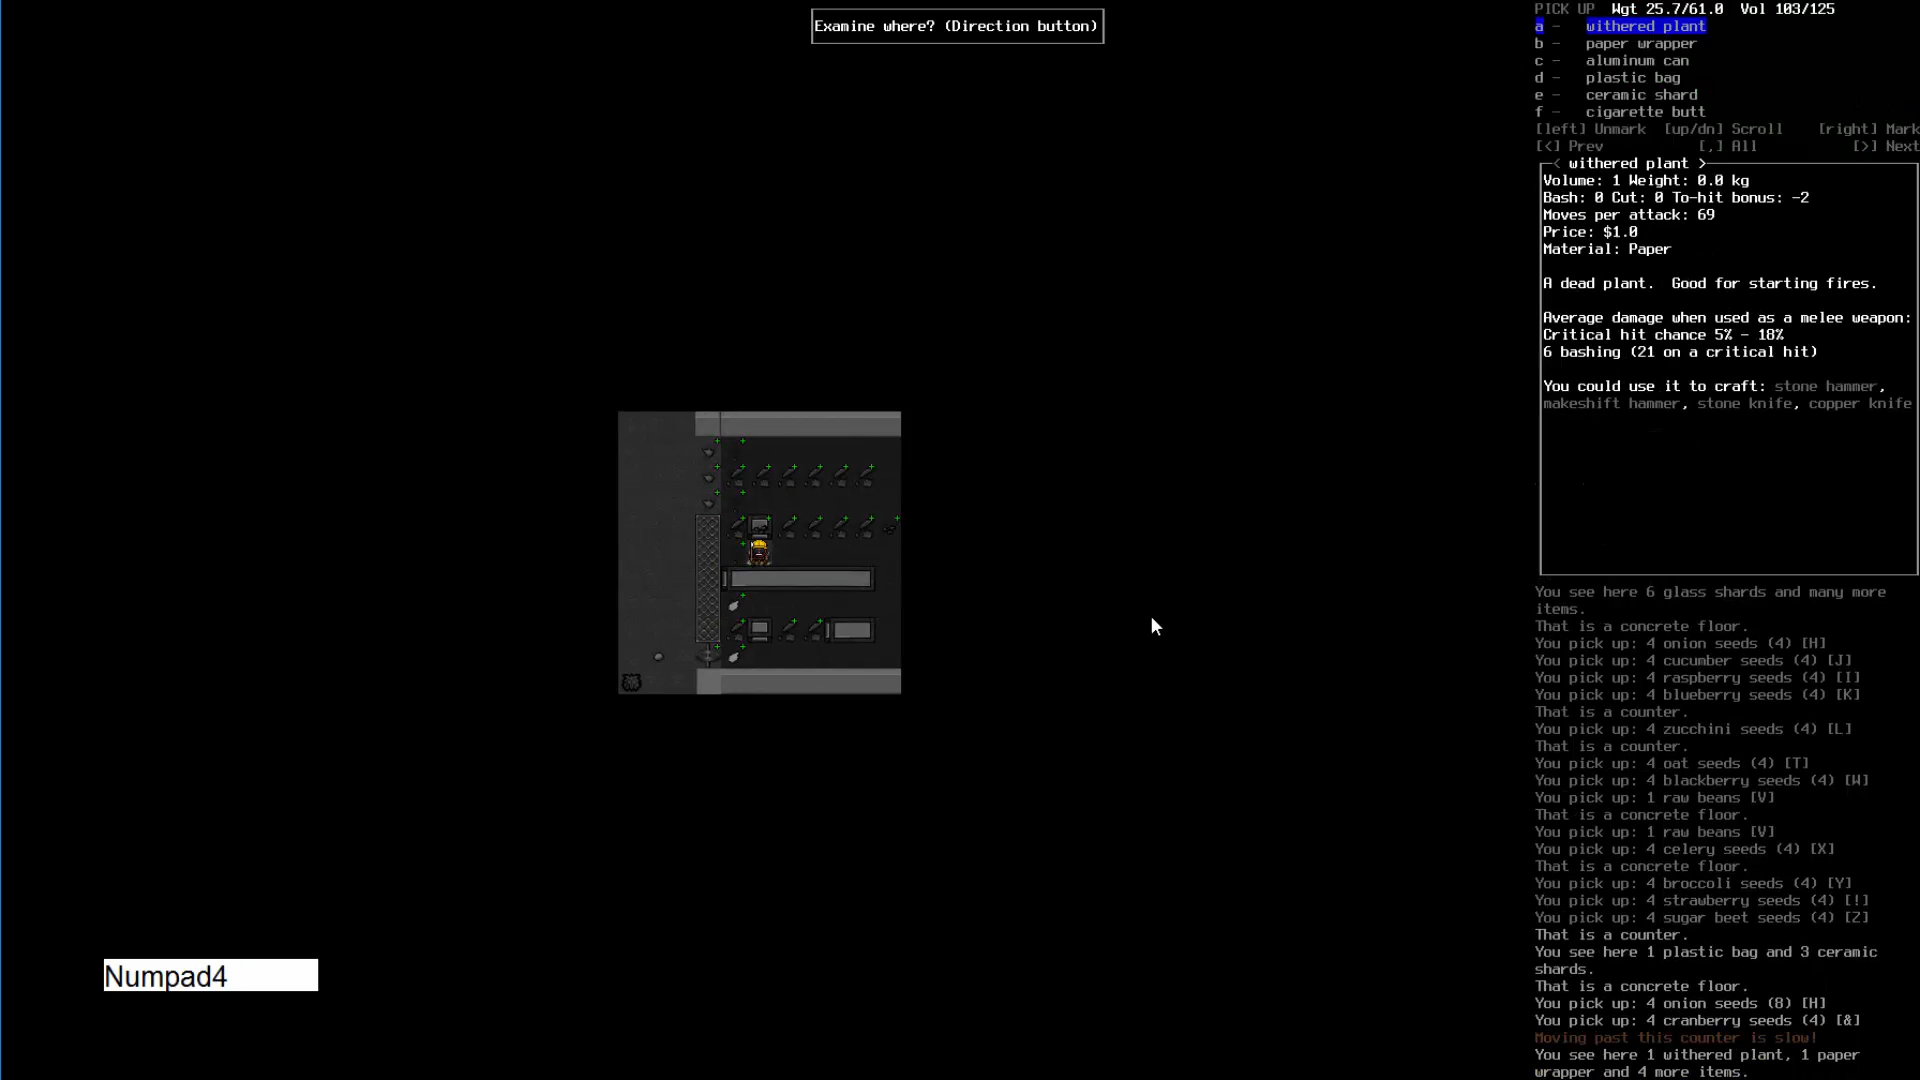 Examine where? (Direction button)
PICK UP  Wgt 25.7/61.0  Vol 103/125
a -   withered plant
b -   paper wrapper
c -   aluminum can
d -   plastic bag
e -   ceramic shard
f -   cigarette butt
[left] Unmark  [up/dn] Scroll    [right] Mark
[<] Prev           [,] All           [>] Next
< withered plant >
Volume: 1 Weight: 0.0 kg
Bash: 0 Cut: 0 To-hit bonus: -2
Moves per attack: 69
Price: $1.0
Material: Paper
A dead plant.  Good for starting fires.
Average damage when used as a melee weapon:
Critical hit chance 5% - 18%
6 bashing (21 on a critical hit)
You could use it to craft: stone hammer,
makeshift hammer, stone knife, copper knife
You see here 6 glass shards and many more
items.
That is a concrete floor.
You pick up: 4 onion seeds (4) [H]
You pick up: 4 cucumber seeds (4) [J]
You pick up: 4 raspberry seeds (4) [I]
You pick up: 4 blueberry seeds (4) [K]
That is a counter.
You pick up: 4 zucchini seeds (4) [L]
That is a counter.
You pick up: 4 oat seeds (4) [T]
You pick up: 4 blackberry seeds (4) [W]
You pick up: 1 raw beans [V]
That is a concrete floor.
You pick up: 1 raw beans [V]
You pick up: 4 celery seeds (4) [X]
That is a concrete floor.
You pick up: 4 broccoli seeds (4) [Y]
You pick up: 4 strawberry seeds (4) [!]
You pick up: 4 sugar beet seeds (4) [Z]
That is a counter.
You see here 1 plastic bag and 3 ceramic
shards.
That is a concrete floor.
You pick up: 4 onion seeds (8) [H]
You pick up: 4 cranberry seeds (4) [&]
Moving past this counter is slow!
You see here 1 withered plant, 1 paper
wrapper and 4 more items.
Numpad4